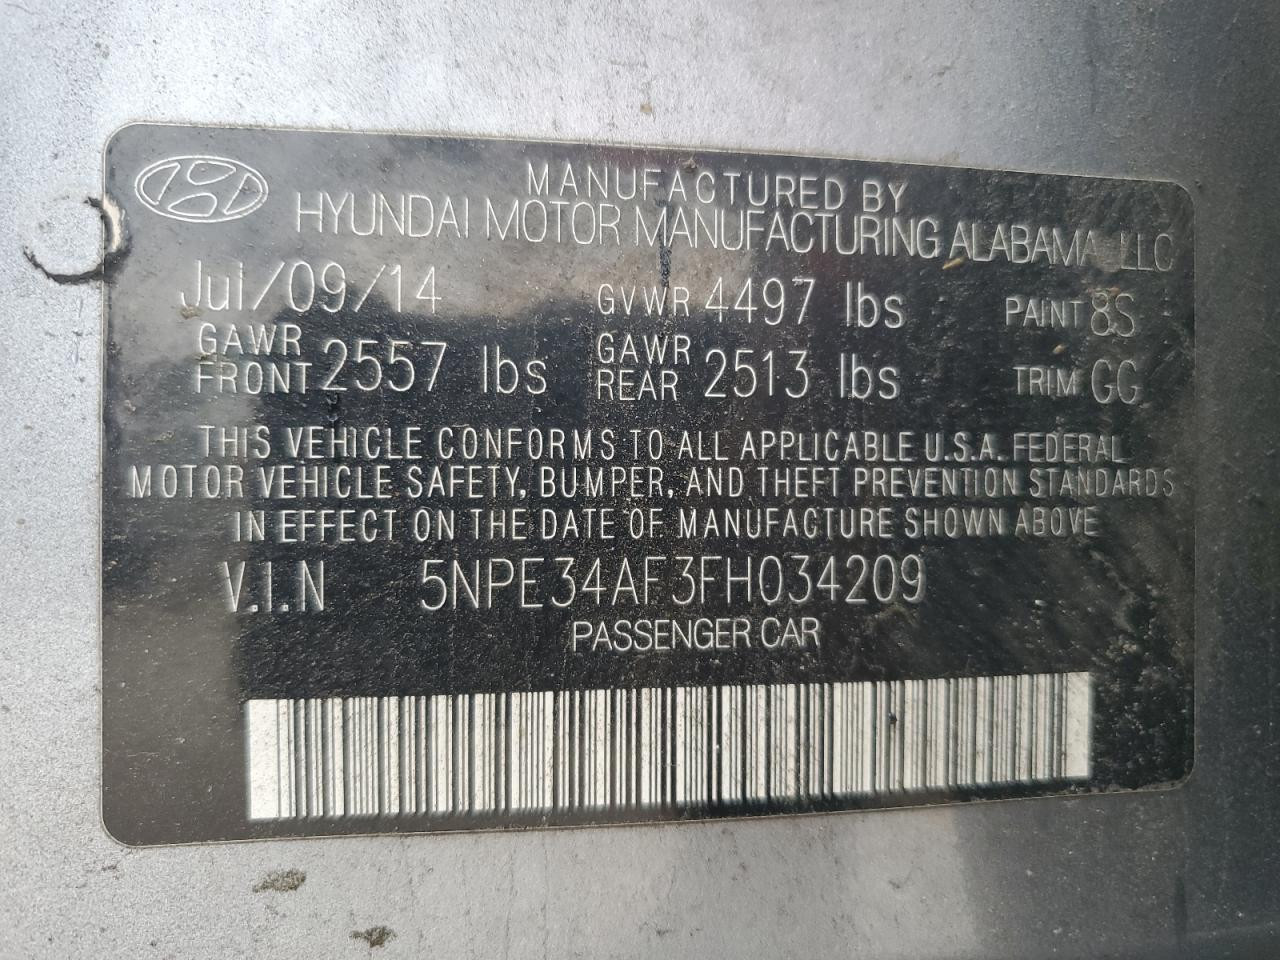 MANUFACTURED BY
HYUNDAI MOTOR MANUFACTURING ALABAMA, LLC
Jul/09/14 GVWR 4497 lbs PAINT 8S
GAWR FRONT 2557 lbs GAWR REAR 2513 lbs TRIM GG
THIS VEHICLE CONFORMS TO ALL APPLICABLE U.S.A. FEDERAL
MOTOR VEHICLE SAFETY, BUMPER, AND THEFT PREVENTION STANDARDS
IN EFFECT ON THE DATE OF MANUFACTURE SHOWN ABOVE
V.I.N 5NPE34AF3FH034209
PASSENGER CAR